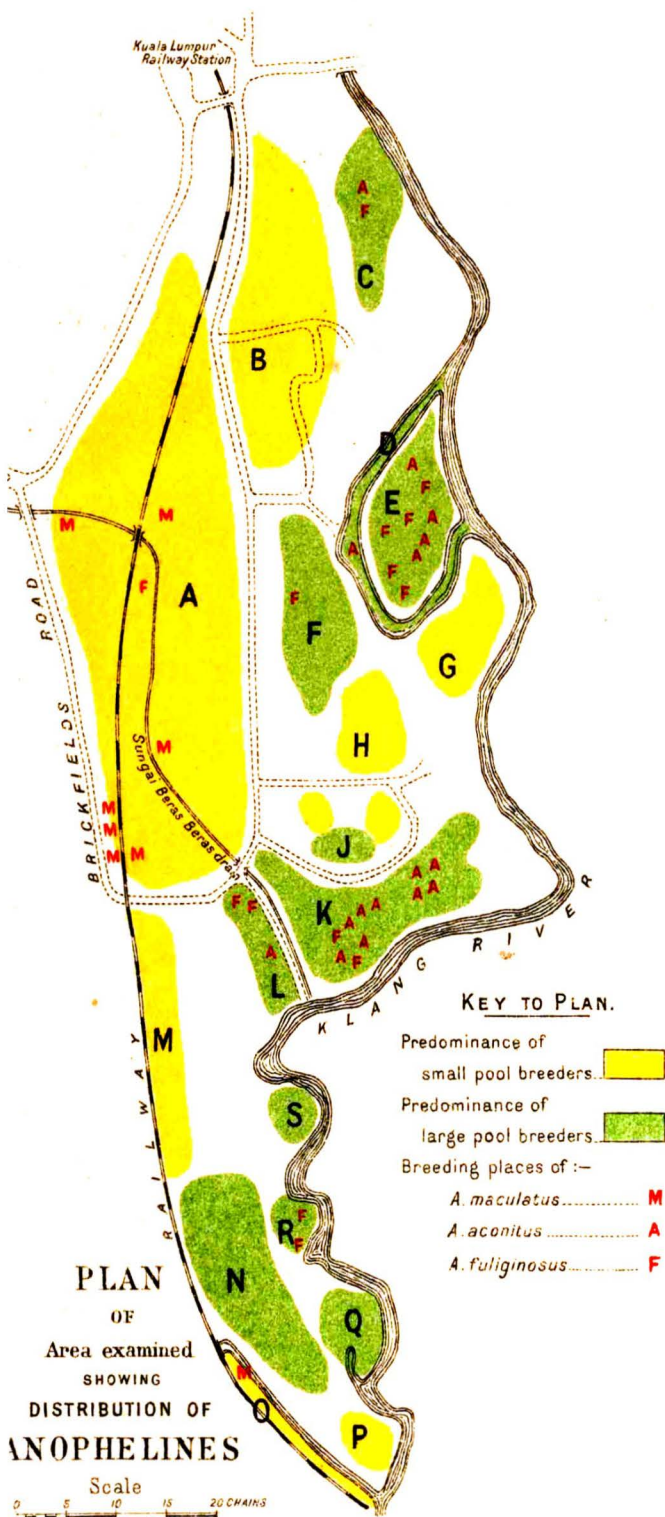 Kuala Lumpur
Railway Station
A
F
C
B
D
A
F
E
A
F
F
A
F
A
A
F
F
M
M
F
A
F
F
G
BRICKFIELDS ROAD
H
M
Sungai Beras Beras drain
M
M
M M
J
A A
A A
F F
K
A A
A
F
A
A F
A
L
KLANG RIVER
M
RAILWAY
S
F
R
F
N
Q
M
O
P
KEY TO PLAN.
Predominance of
small pool breeders
Predominance of
large pool breeders
Breeding places of :—
A. maculatus M
A. aconitus A
A. fuliginosus F
PLAN
OF
Area examined
SHOWING
DISTRIBUTION OF
ANOPHELINES
Scale
0 5 10 15 20 CHAINS